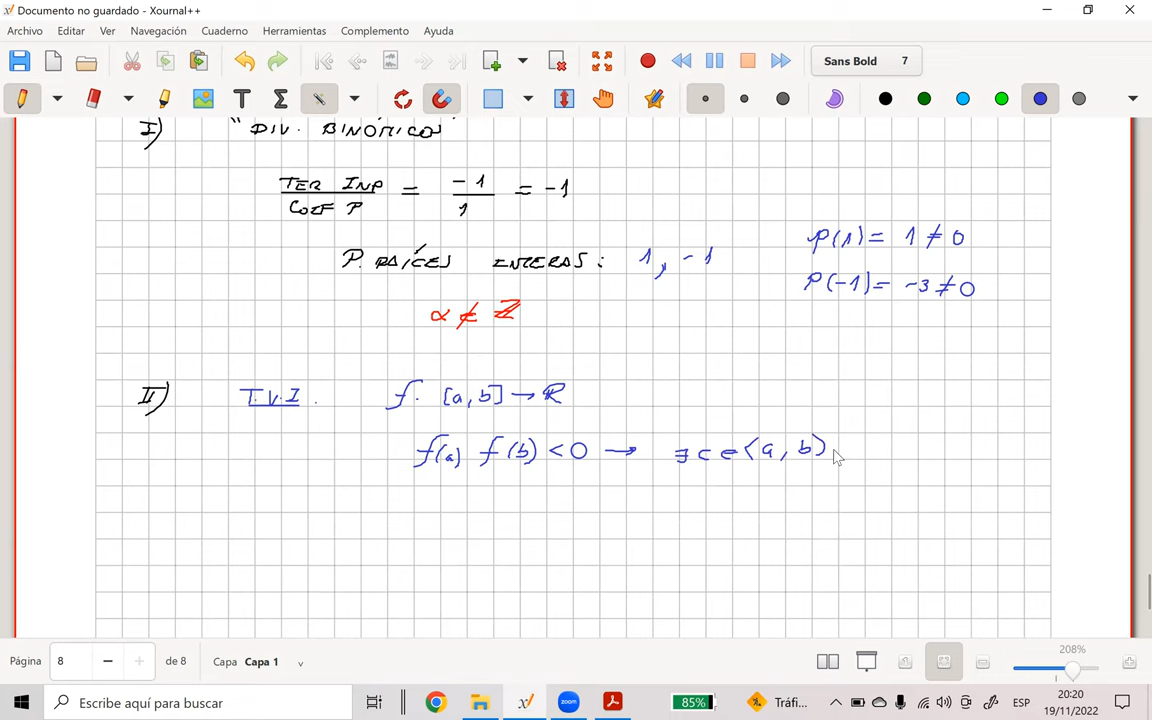 Documento no guardado - Xournal++
Archivo Editar Ver Navegación Cuaderno Herramientas Complemento Ayuda
Sans Bold 7
I) "DIV. BINÓMICOS"
TER INP / COEF P = -1 / 1 = -1
P. RAÍCES ENTERAS: 1, -1
P(1) = 1 ≠ 0
P(-1) = -3 ≠ 0
α ∉ ℤ
II) T.V.I. f. [a, b] → ℝ
f(a) f(b) < 0 → ∃ c ∈ ⟨a, b⟩
Página 8 de 8 Capa Capa 1 208%
Escribe aquí para buscar 85% Tráfi... ESP 20:20
19/11/2022